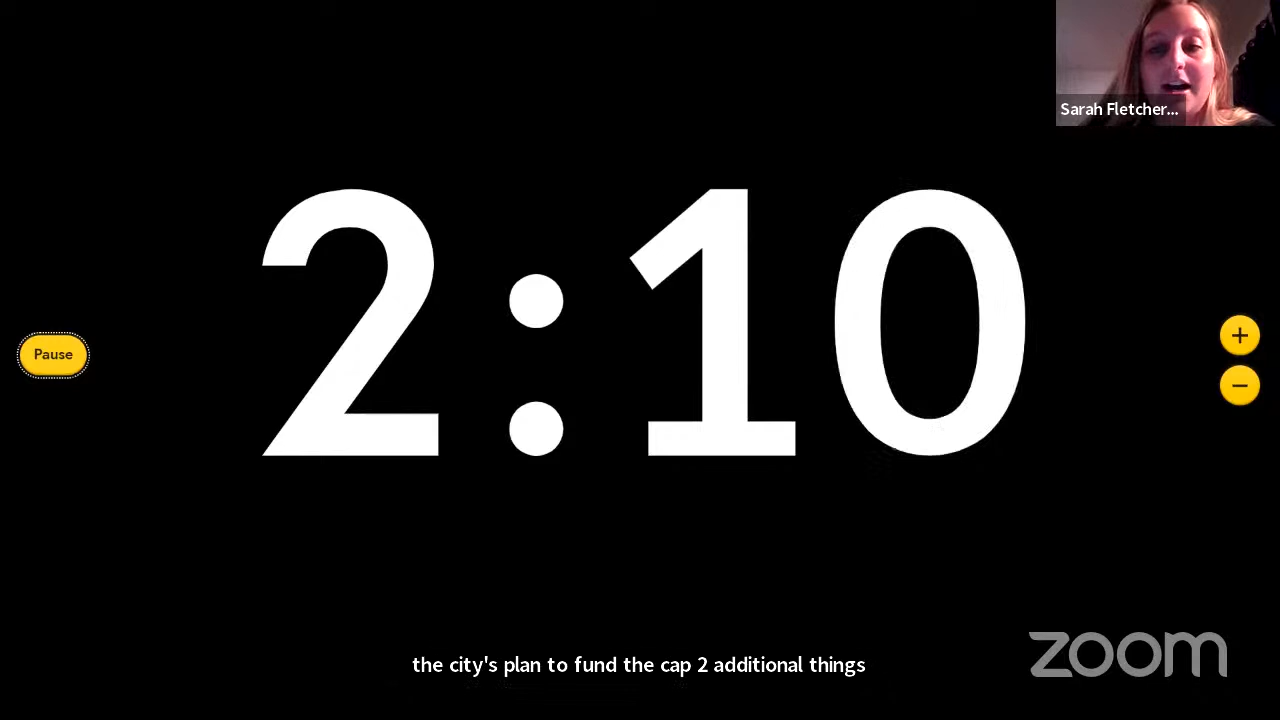 Sarah Fletcher...
2:10
Pause
+
−
the city's plan to fund the cap 2 additional things
zoom